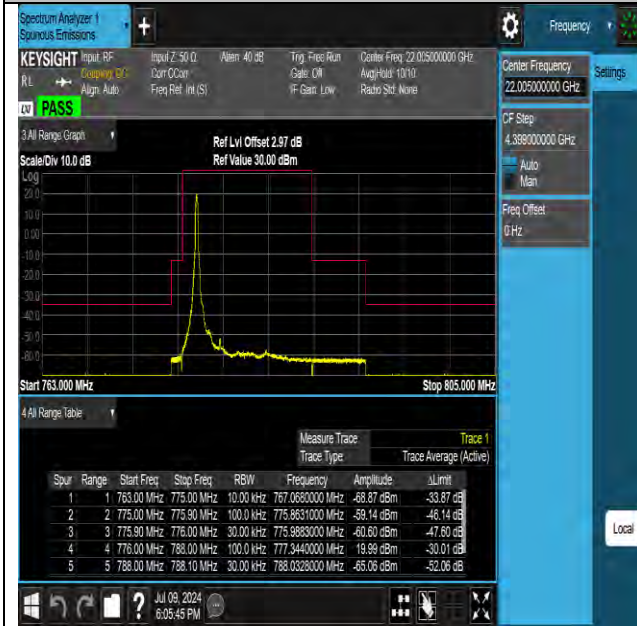 Spectrum Analyzer 1
Spurious Emissions
Frequency
KEYSIGHT Input: RF Input Z: 50 Ω Atten: 40 dB Trig: Free Run Center Freq: 22.005000000 GHz
RL Coupling: DC Corr CCorr Gate: Off Avg|Hold: 10/10
Align: Auto Freq Ref: Int (S) IF Gain: Low Radio Std: None
PASS
3 All Range Graph
Ref Lvl Offset 2.97 dB
Scale/Div 10.0 dB Ref Value 30.00 dBm
Log
20.0
10.0
0.00
-10.0
-20.0
-30.0
-40.0
-50.0
-60.0
Start 763.000 MHz Stop 805.000 MHz
4 All Range Table
Measure Trace Trace 1
Trace Type Trace Average (Active)
Spur Range Start Freq Stop Freq RBW Frequency Amplitude ΔLimit
1 1 763.00 MHz 775.00 MHz 10.00 kHz 767.0680000 MHz -68.87 dBm -33.87 dB
2 2 775.00 MHz 775.90 MHz 100.0 kHz 775.8631000 MHz -59.14 dBm -46.14 dB
3 3 775.90 MHz 776.00 MHz 30.00 kHz 775.9883000 MHz -60.60 dBm -47.60 dB
4 4 776.00 MHz 788.00 MHz 100.0 kHz 777.3440000 MHz 19.99 dBm -30.01 dB
5 5 788.00 MHz 788.10 MHz 30.00 kHz 788.0328000 MHz -65.06 dBm -52.06 dB
Jul 09, 2024
6:05:45 PM
Center Frequency
22.005000000 GHz
Settings
CF Step
4.399000000 GHz
Auto
Man
Freq Offset
0 Hz
Local